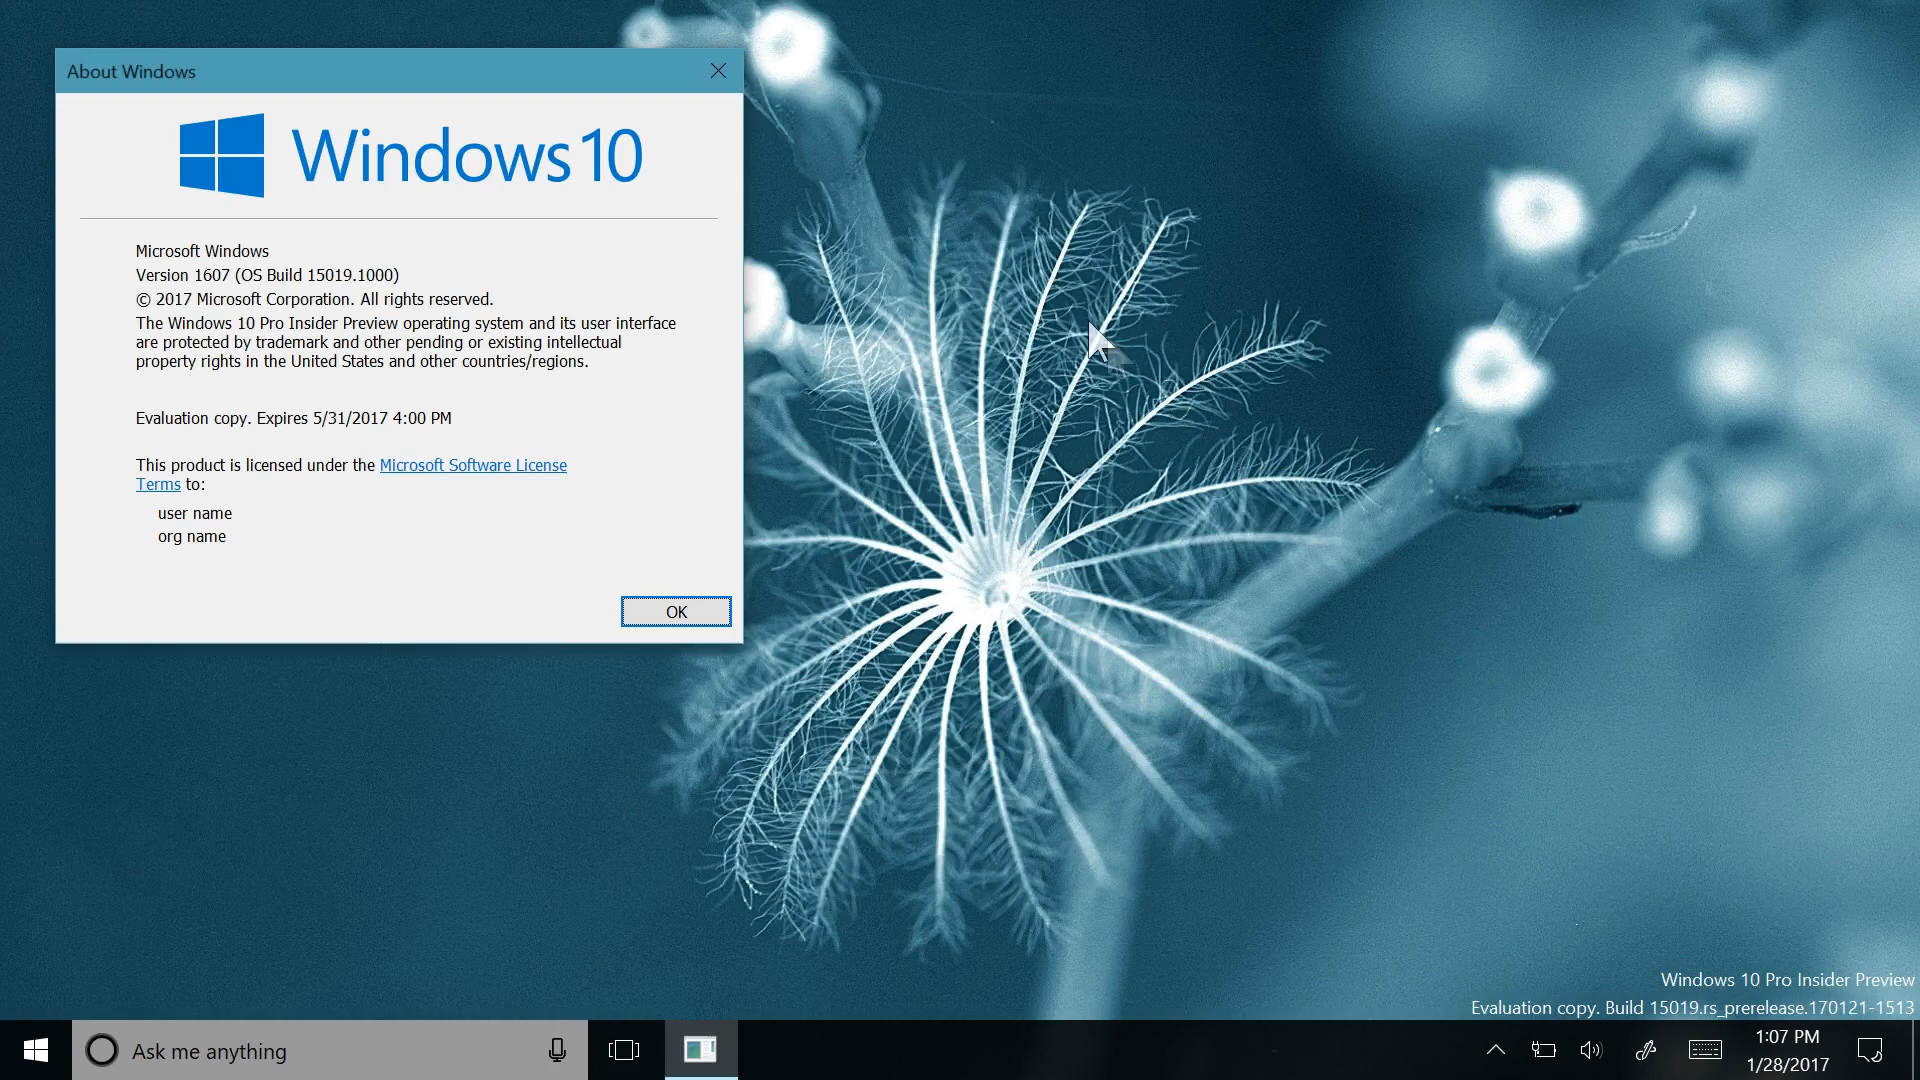 About Windows
Windows 10
Microsoft Windows
Version 1607 (OS Build 15019.1000)
© 2017 Microsoft Corporation. All rights reserved.
The Windows 10 Pro Insider Preview operating system and its user interface
are protected by trademark and other pending or existing intellectual
property rights in the United States and other countries/regions.
Evaluation copy. Expires 5/31/2017 4:00 PM
This product is licensed under the Microsoft Software License
Terms to:
user name
org name
OK
Windows 10 Pro Insider Preview
Evaluation copy. Build 15019.rs_prerelease.170121-1513
Ask me anything
1:07 PM
1/28/2017